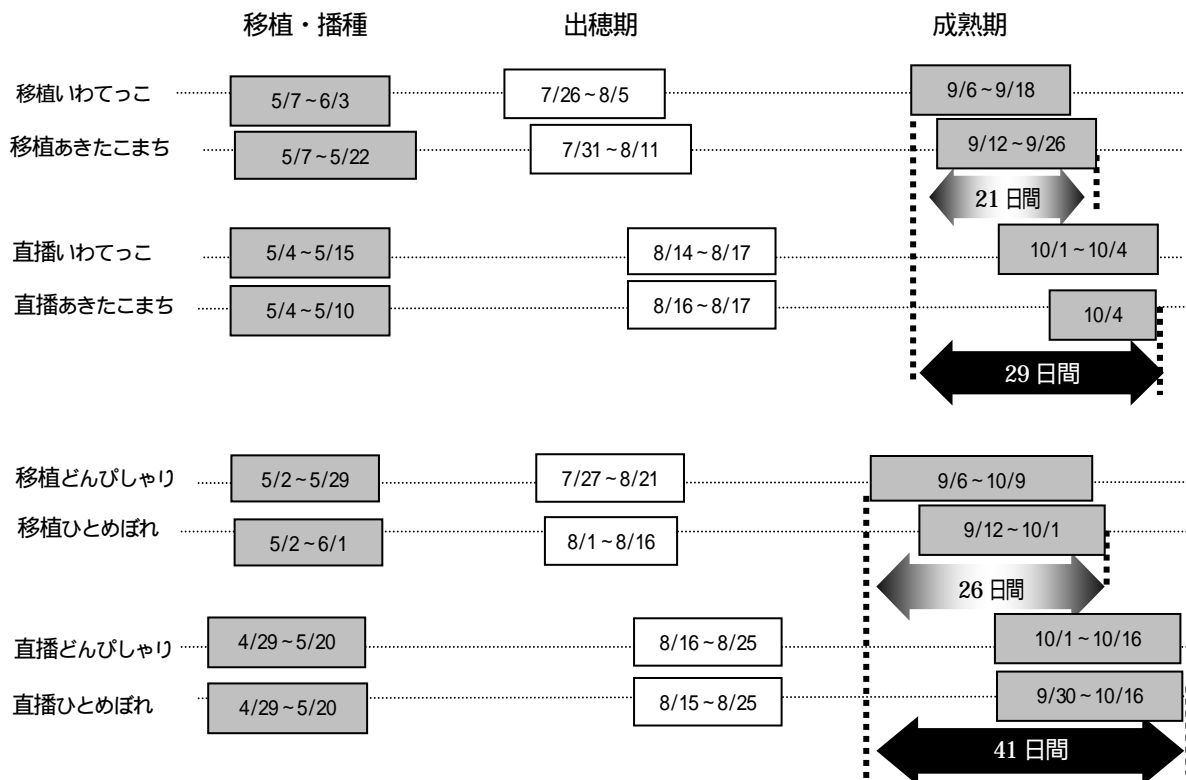 移植・播種 出穂期 成熟期
移植いわてっこ 5/7~6/3 7/26~8/5 9/6~9/18
移植あきたこまち 5/7~5/22 7/31~8/11 9/12~9/26
21 日間
直播いわてっこ 5/4~5/15 8/14~8/17 10/1~10/4
直播あきたこまち 5/4~5/10 8/16~8/17 10/4
29 日間
移植どんぴしゃり 5/2~5/29 7/27~8/21 9/6~10/9
移植ひとめぼれ 5/2~6/1 8/1~8/16 9/12~10/1
26 日間
直播どんぴしゃり 4/29~5/20 8/16~8/25 10/1~10/16
直播ひとめぼれ 4/29~5/20 8/15~8/25 9/30~10/16
41 日間